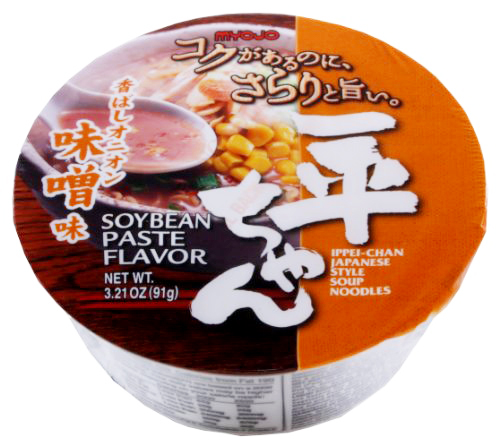 MYOJO
コクがあるのに、
さらりと旨い。
一平
ちゃん
香ばしオニオン
味噌味
SOYBEAN
PASTE
FLAVOR
NET WT.
3.21 OZ (91g)
IPPEI-CHAN
JAPANESE
STYLE
SOUP
NOODLES